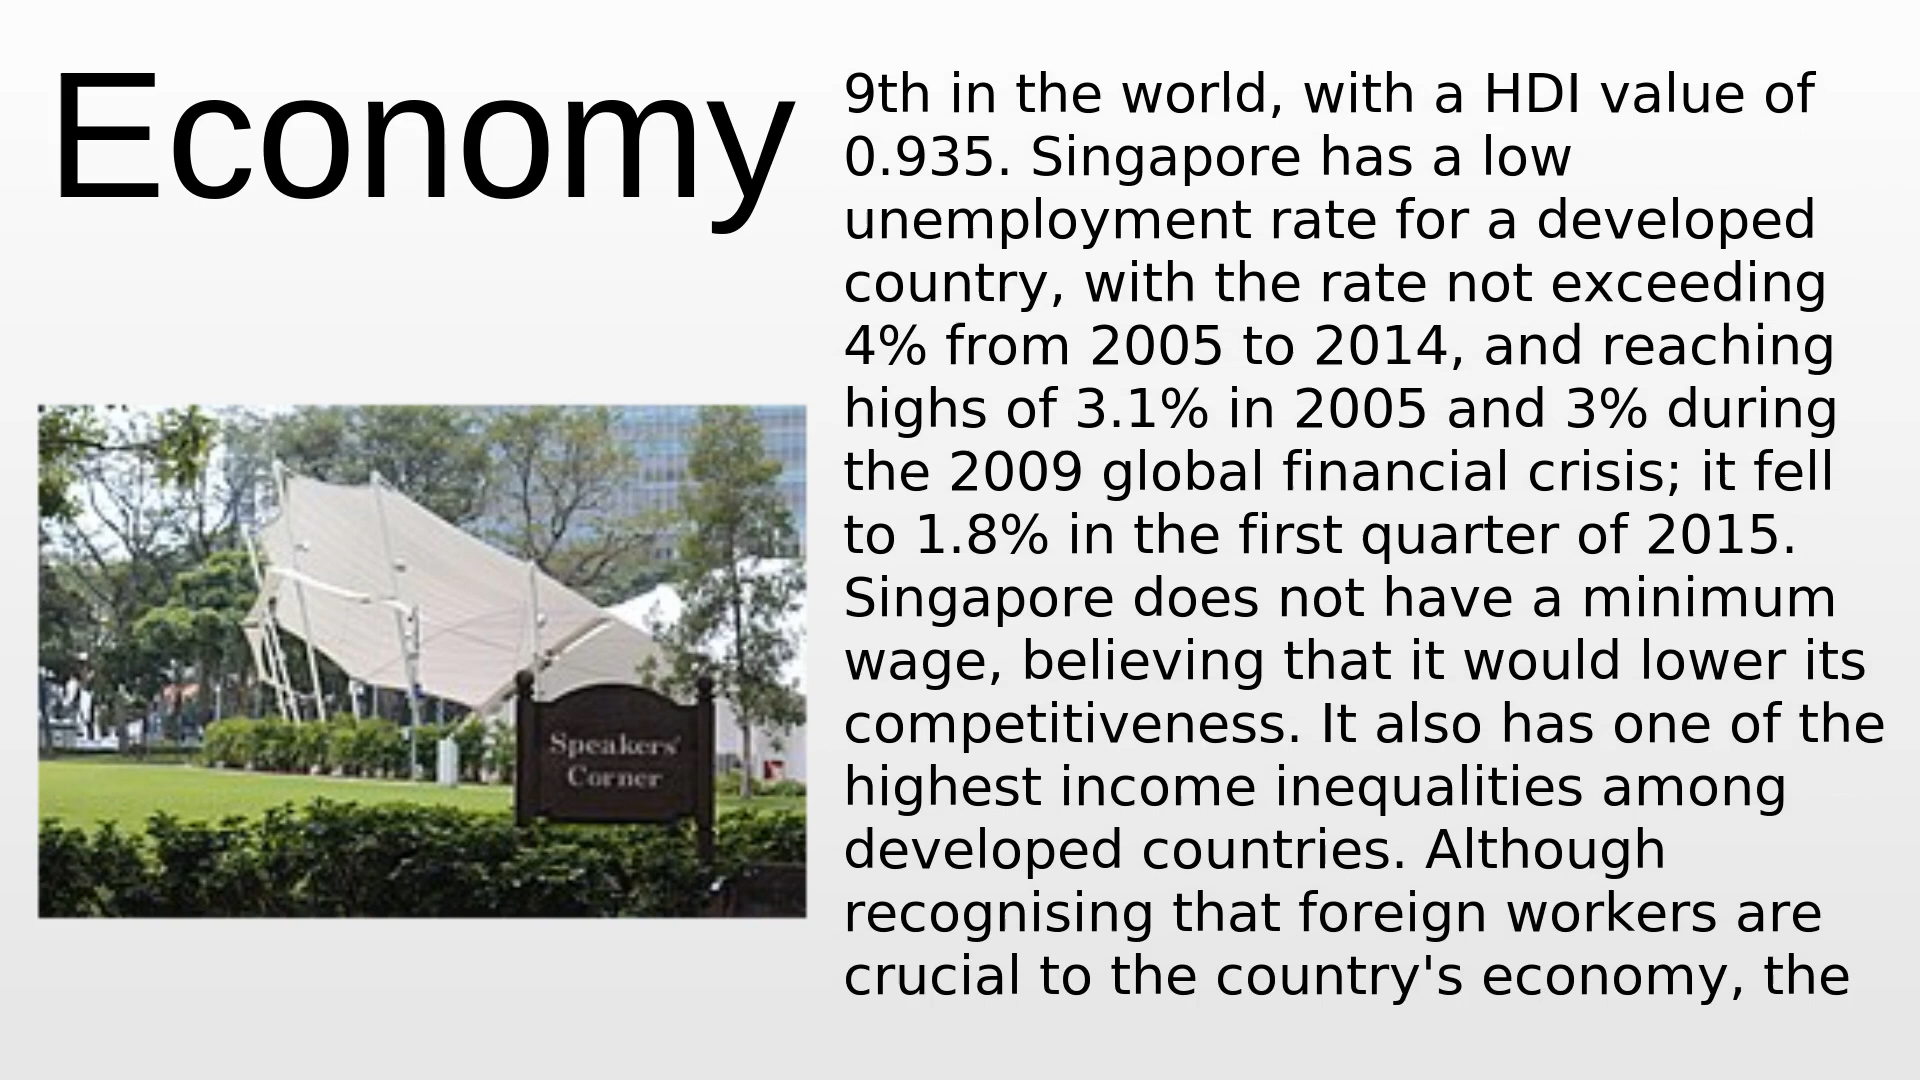 Economy
9th in the world, with a HDI value of
0.935. Singapore has a low
unemployment rate for a developed
country, with the rate not exceeding
4% from 2005 to 2014, and reaching
highs of 3.1% in 2005 and 3% during
the 2009 global financial crisis; it fell
to 1.8% in the first quarter of 2015.
Singapore does not have a minimum
wage, believing that it would lower its
competitiveness. It also has one of the
highest income inequalities among
developed countries. Although
recognising that foreign workers are
crucial to the country's economy, the
Speakers'
Corner